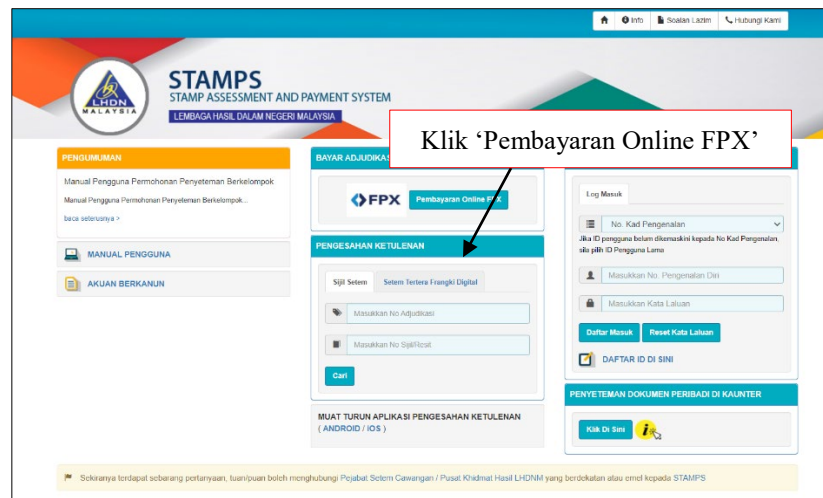 Info
Soalan Lazim
Hubungi Kami
LHDN
MALAYSIA
STAMPS
STAMP ASSESSMENT AND PAYMENT SYSTEM
LEMBAGA HASIL DALAM NEGERI MALAYSIA
Klik ‘Pembayaran Online FPX’
PENGUMUMAN
Manual Pengguna Permohonan Penyeteman Berkelompok
Manual Pengguna Permohonan Penyeteman Berkelompok...
baca seterusnya >
MANUAL PENGGUNA
AKUAN BERKANUN
BAYAR ADJUDIKAS
FPX
Pembayaran Online FPX
PENGESAHAN KETULENAN
Sijil Setem
Setem Tertera Frangki Digital
Masukkan No Adjudikasi
Masukkan No Sijil/Resit
Cari
MUAT TURUN APLIKASI PENGESAHAN KETULENAN
( ANDROID / IOS )
Log Masuk
No. Kad Pengenalan
Jika ID pengguna belum dikemaskini kepada No Kad Pengenalan,
sila pilih ID Pengguna Lama
Masukkan No. Pengenalan Diri
Masukkan Kata Laluan
Daftar Masuk
Reset Kata Laluan
DAFTAR ID DI SINI
PENYETEMAN DOKUMEN PERIBADI DI KAUNTER
Klik Di Sini
Sekiranya terdapat sebarang pertanyaan, tuan/puan boleh menghubungi Pejabat Setem Cawangan / Pusat Khidmat Hasil LHDNM yang berdekatan atau emel kepada STAMPS